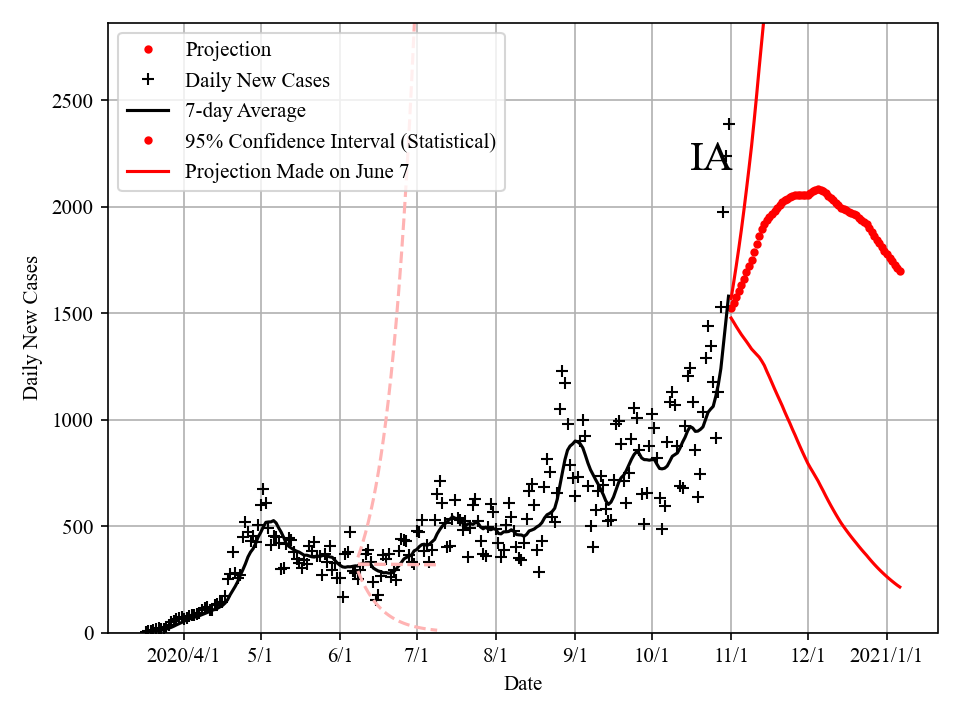 Projection
Daily New Cases
7-day Average
95% Confidence Interval (Statistical)
Projection Made on June 7
IA
2500
2000
1500
1000
500
0
Daily New Cases
2020/4/1 5/1 6/1 7/1 8/1 9/1 10/1 11/1 12/1 2021/1/1
Date